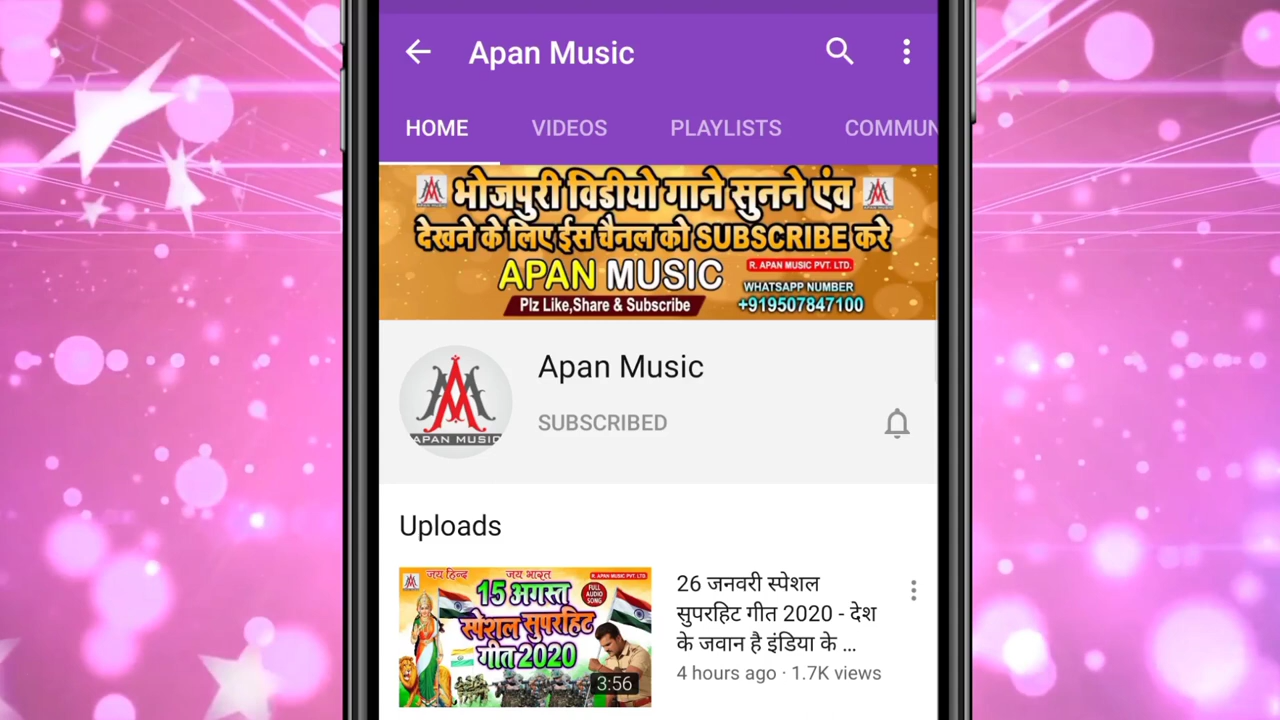 Apan Music
HOME VIDEOS PLAYLISTS COMMUN
भोजपुरी विडीयो गाने सुनने एंव
देखने के लिए ईस चैनल को SUBSCRIBE करे
APAN MUSIC
R. APAN MUSIC PVT. LTD.
WHATSAPP NUMBER
+919507847100
Plz Like,Share & Subscribe
Apan Music
SUBSCRIBED
APAN MUSIC
Uploads
जय हिन्द जय भारत
R. APAN MUSIC PVT. LTD
15 अगस्त
FULL
AUDIO
SONG
स्पेशल सुपरहिट
गीत 2020
3:56
26 जनवरी स्पेशल
सुपरहिट गीत 2020 - देश
के जवान है इंडिया के ...
4 hours ago · 1.7K views